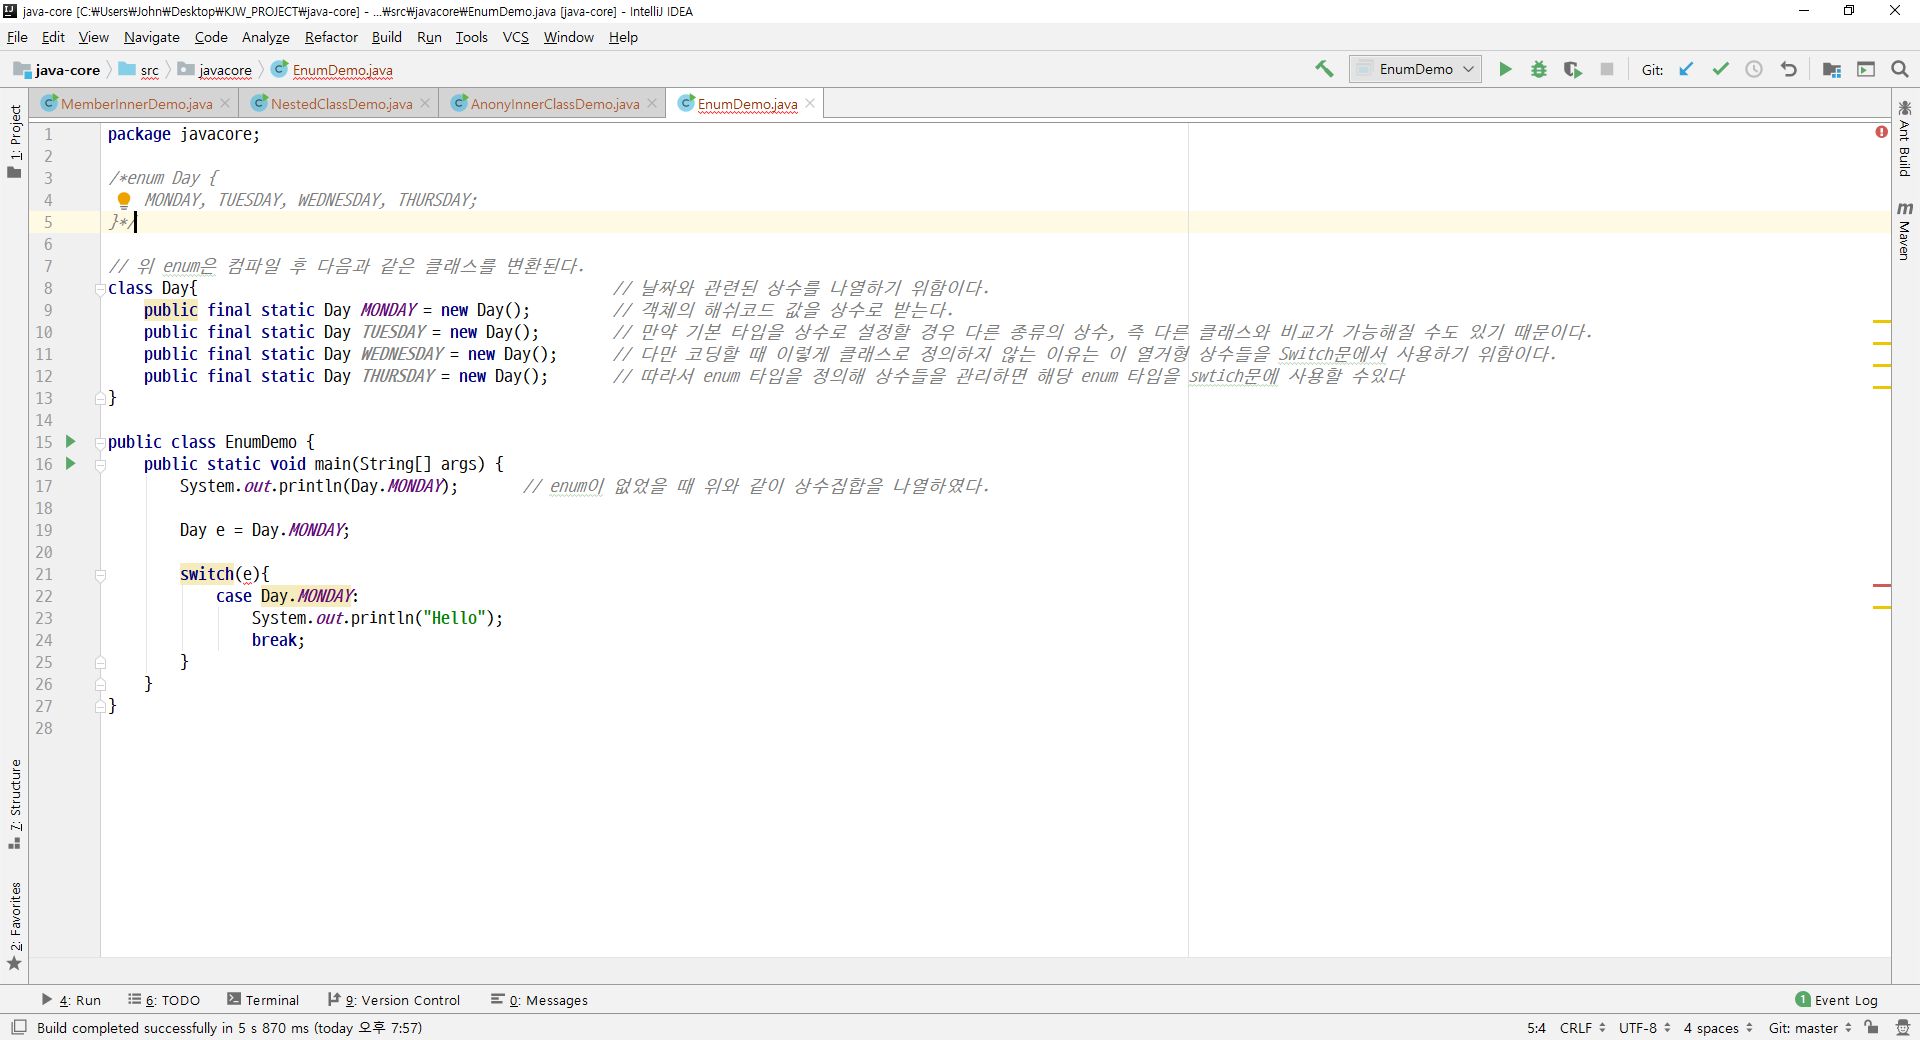 java-core [C:₩Users₩John₩Desktop₩KJW_PROJECT₩java-core] - ...₩src₩javacore₩EnumDemo.java [java-core] - IntelliJ IDEA
File Edit View Navigate Code Analyze Refactor Build Run Tools VCS Window Help
java-core src javacore EnumDemo.java EnumDemo Git:
MemberInnerDemo.java NestedClassDemo.java AnonyInnerClassDemo.java EnumDemo.java
1: Project
7: Structure
2: Favorites
Ant Build
Maven
1 package javacore;
2
3 /*enum Day {
4 MONDAY, TUESDAY, WEDNESDAY, THURSDAY;
5 }*/
6
7 // 위 enum은 컴파일 후 다음과 같은 클래스를 변환된다.
8 class Day{ // 날짜와 관련된 상수를 나열하기 위함이다.
9 public final static Day MONDAY = new Day(); // 객체의 해쉬코드 값을 상수로 받는다.
10 public final static Day TUESDAY = new Day(); // 만약 기본 타입을 상수로 설정할 경우 다른 종류의 상수, 즉 다른 클래스와 비교가 가능해질 수도 있기 때문이다.
11 public final static Day WEDNESDAY = new Day(); // 다만 코딩할 때 이렇게 클래스로 정의하지 않는 이유는 이 열거형 상수들을 Switch문에서 사용하기 위함이다.
12 public final static Day THURSDAY = new Day(); // 따라서 enum 타입을 정의해 상수들을 관리하면 해당 enum 타입을 swtich문에 사용할 수있다
13 }
14
15 public class EnumDemo {
16 public static void main(String[] args) {
17 System.out.println(Day.MONDAY); // enum이 없었을 때 위와 같이 상수집합을 나열하였다.
18
19 Day e = Day.MONDAY;
20
21 switch(e){
22 case Day.MONDAY:
23 System.out.println("Hello");
24 break;
25 }
26 }
27 }
28
4: Run 6: TODO Terminal 9: Version Control 0: Messages 1 Event Log
Build completed successfully in 5 s 870 ms (today 오후 7:57) 5:4 CRLF UTF-8 4 spaces Git: master